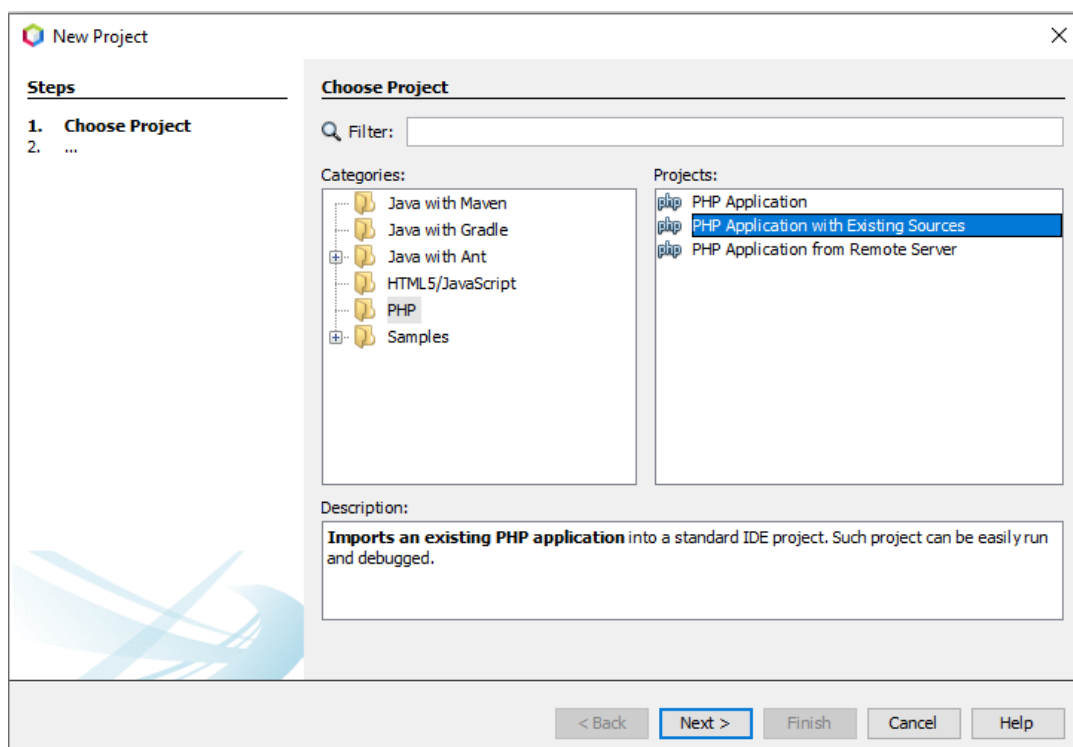 New Project
Steps
1. Choose Project
2. ...
Choose Project
Filter:
Categories:
Java with Maven
Java with Gradle
Java with Ant
HTML5/JavaScript
PHP
Samples
Projects:
php PHP Application
php PHP Application with Existing Sources
php PHP Application from Remote Server
Description:
Imports an existing PHP application into a standard IDE project. Such project can be easily run
and debugged.
< Back
Next >
Finish
Cancel
Help